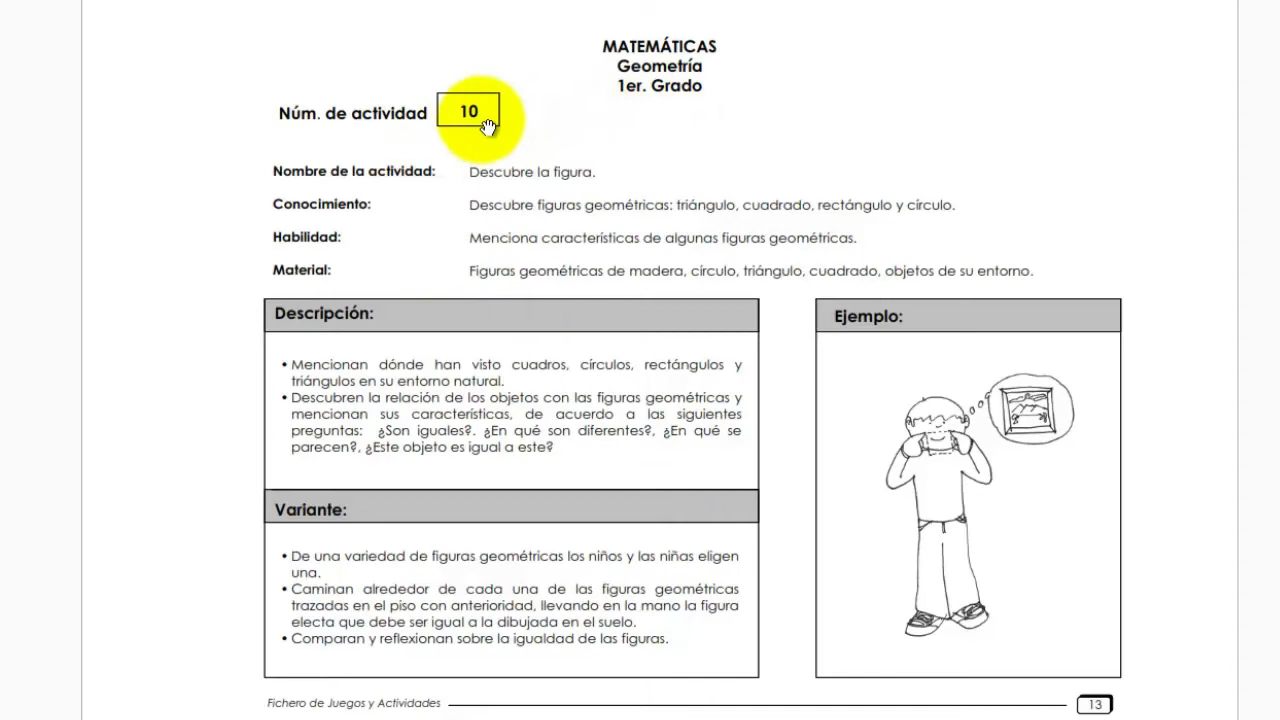 MATEMÁTICAS
Geometría
1er. Grado
Núm. de actividad 10
Nombre de la actividad: Descubre la figura.
Conocimiento: Descubre figuras geométricas: triángulo, cuadrado, rectángulo y círculo.
Habilidad: Menciona características de algunas figuras geométricas.
Material: Figuras geométricas de madera, círculo, triángulo, cuadrado, objetos de su entorno.
Descripción:
• Mencionan dónde han visto cuadros, círculos, rectángulos y
triángulos en su entorno natural.
• Descubren la relación de los objetos con las figuras geométricas y
mencionan sus características, de acuerdo a las siguientes
preguntas: ¿Son iguales?. ¿En qué son diferentes?, ¿En qué se
parecen?, ¿Este objeto es igual a este?
Variante:
• De una variedad de figuras geométricas los niños y las niñas eligen
una.
• Caminan alrededor de cada una de las figuras geométricas
trazadas en el piso con anterioridad, llevando en la mano la figura
electa que debe ser igual a la dibujada en el suelo.
• Comparan y reflexionan sobre la igualdad de las figuras.
Ejemplo:
Fichero de Juegos y Actividades 13